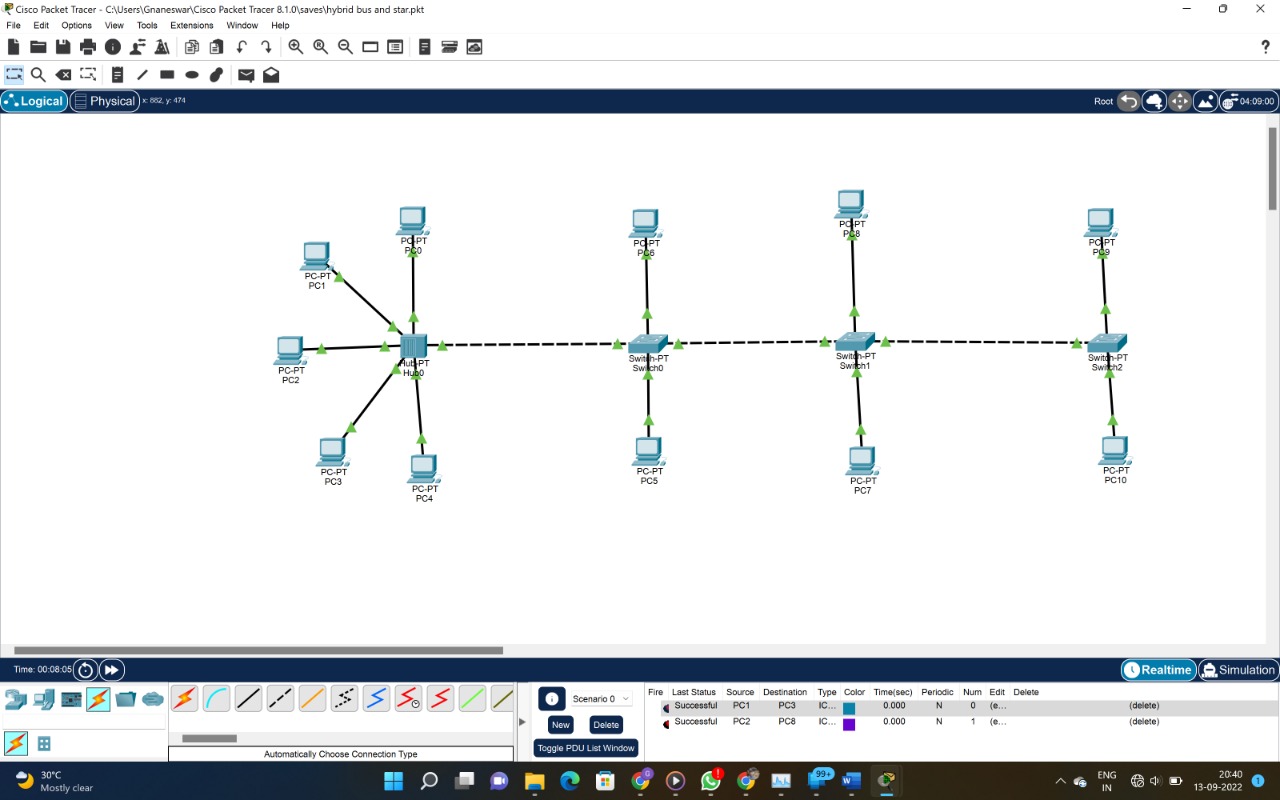 Cisco Packet Tracer - C:\Users\Gnaneswar\Cisco Packet Tracer 8.1.0\saves\hybrid bus and star.pkt
File Edit Options View Tools Extensions Window Help
?
Logical Physical x: 882, y: 474 Root 04:09:00
PC-PT
PC8
PC-PT
PC0
PC-PT
PC6
PC-PT
PC9
PC-PT
PC1
PC-PT
PC2
Hub-PT
Hub0
Switch-PT
Switch0
Switch-PT
Switch1
Switch-PT
Switch2
PC-PT
PC3
PC-PT
PC4
PC-PT
PC5
PC-PT
PC7
PC-PT
PC10
Time: 00:08:05 Realtime Simulation
Scenario 0
New Delete
Toggle PDU List Window
Automatically Choose Connection Type
Fire Last Status Source Destination Type Color Time(sec) Periodic Num Edit Delete
Successful PC1 PC3 IC... 0.000 N 0 (e... (delete)
Successful PC2 PC8 IC... 0.000 N 1 (e... (delete)
30°C
Mostly clear
99+
ENG
IN
20:40
13-09-2022
1